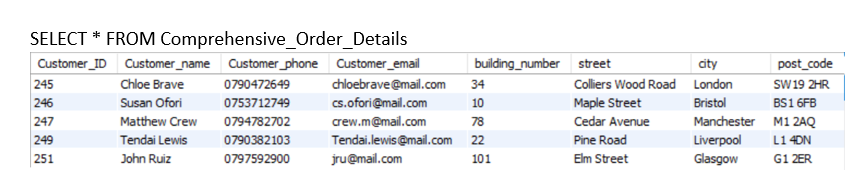 SELECT * FROM Comprehensive_Order_Details
Customer_ID Customer_name Customer_phone Customer_email building_number street city post_code
245 Chloe Brave 0790472649 chloebrave@mail.com 34 Colliers Wood Road London SW19 2HR
246 Susan Ofori 0753712749 cs.ofori@mail.com 10 Maple Street Bristol BS1 6FB
247 Matthew Crew 0794782702 crew.m@mail.com 78 Cedar Avenue Manchester M1 2AQ
249 Tendai Lewis 0790382103 Tendai.lewis@mail.com 22 Pine Road Liverpool L1 4DN
251 John Ruiz 0797592900 jru@mail.com 101 Elm Street Glasgow G1 2ER